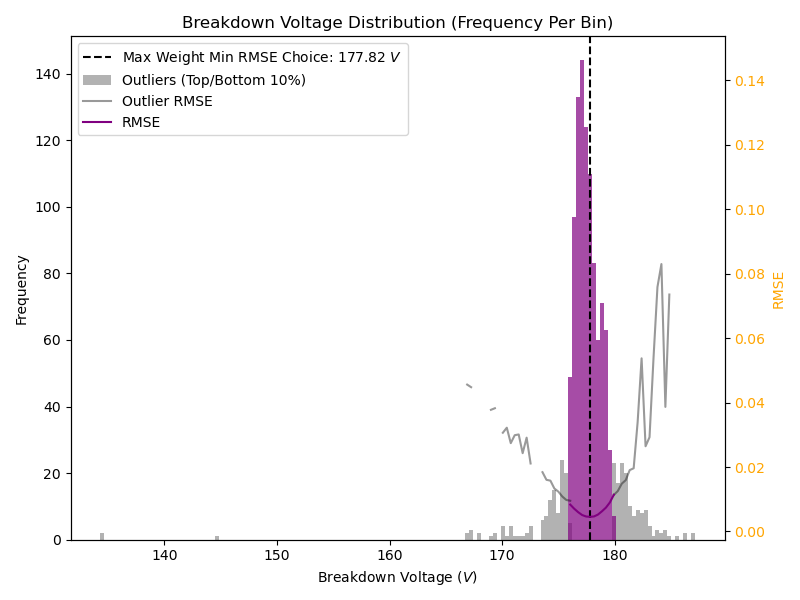 Breakdown Voltage Distribution (Frequency Per Bin)
Max Weight Min RMSE Choice: 177.82 V
Outliers (Top/Bottom 10%)
Outlier RMSE
RMSE
Frequency
140
120
100
80
60
40
20
0
0.14
0.12
0.10
0.08
0.06
0.04
0.02
0.00
RMSE
140 150 160 170 180
Breakdown Voltage (V)